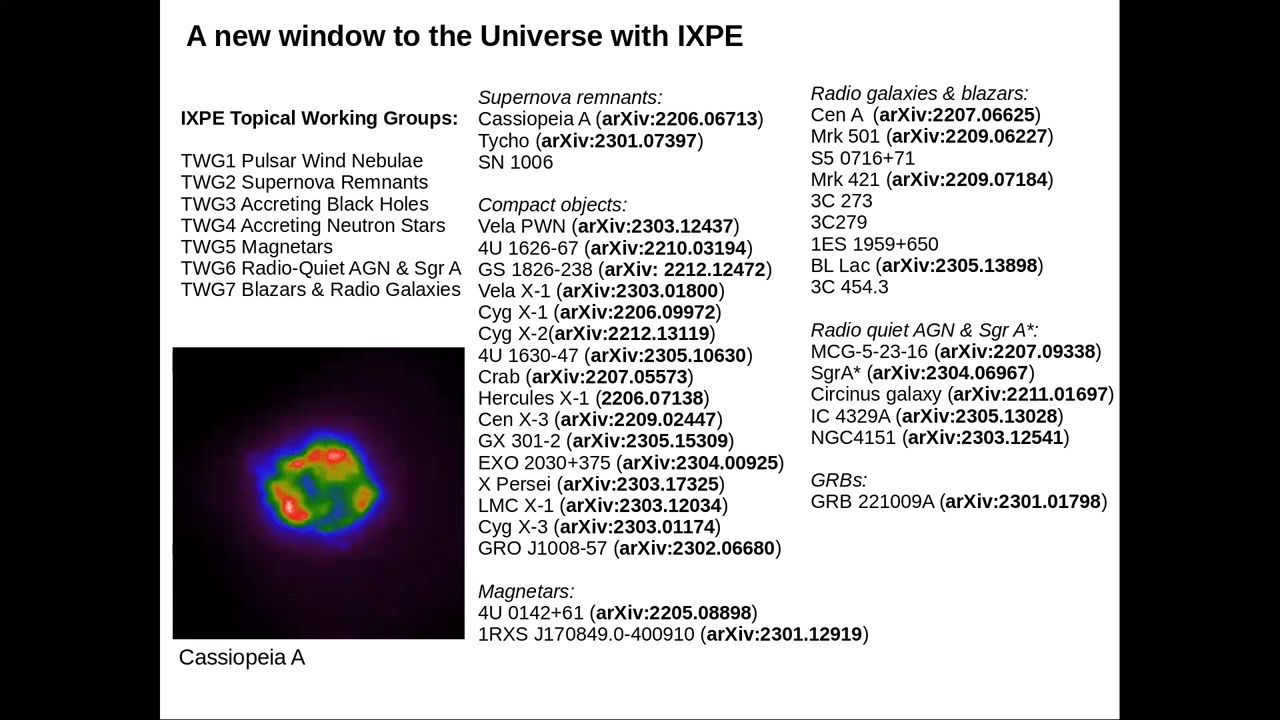 A new window to the Universe with IXPE
IXPE Topical Working Groups:
TWG1 Pulsar Wind Nebulae
TWG2 Supernova Remnants
TWG3 Accreting Black Holes
TWG4 Accreting Neutron Stars
TWG5 Magnetars
TWG6 Radio-Quiet AGN & Sgr A
TWG7 Blazars & Radio Galaxies
Cassiopeia A
Supernova remnants:
Cassiopeia A (arXiv:2206.06713)
Tycho (arXiv:2301.07397)
SN 1006
Compact objects:
Vela PWN (arXiv:2303.12437)
4U 1626-67 (arXiv:2210.03194)
GS 1826-238 (arXiv: 2212.12472)
Vela X-1 (arXiv:2303.01800)
Cyg X-1 (arXiv:2206.09972)
Cyg X-2(arXiv:2212.13119)
4U 1630-47 (arXiv:2305.10630)
Crab (arXiv:2207.05573)
Hercules X-1 (2206.07138)
Cen X-3 (arXiv:2209.02447)
GX 301-2 (arXiv:2305.15309)
EXO 2030+375 (arXiv:2304.00925)
X Persei (arXiv:2303.17325)
LMC X-1 (arXiv:2303.12034)
Cyg X-3 (arXiv:2303.01174)
GRO J1008-57 (arXiv:2302.06680)
Magnetars:
4U 0142+61 (arXiv:2205.08898)
1RXS J170849.0-400910 (arXiv:2301.12919)
Radio galaxies & blazars:
Cen A (arXiv:2207.06625)
Mrk 501 (arXiv:2209.06227)
S5 0716+71
Mrk 421 (arXiv:2209.07184)
3C 273
3C279
1ES 1959+650
BL Lac (arXiv:2305.13898)
3C 454.3
Radio quiet AGN & Sgr A*:
MCG-5-23-16 (arXiv:2207.09338)
SgrA* (arXiv:2304.06967)
Circinus galaxy (arXiv:2211.01697)
IC 4329A (arXiv:2305.13028)
NGC4151 (arXiv:2303.12541)
GRBs:
GRB 221009A (arXiv:2301.01798)